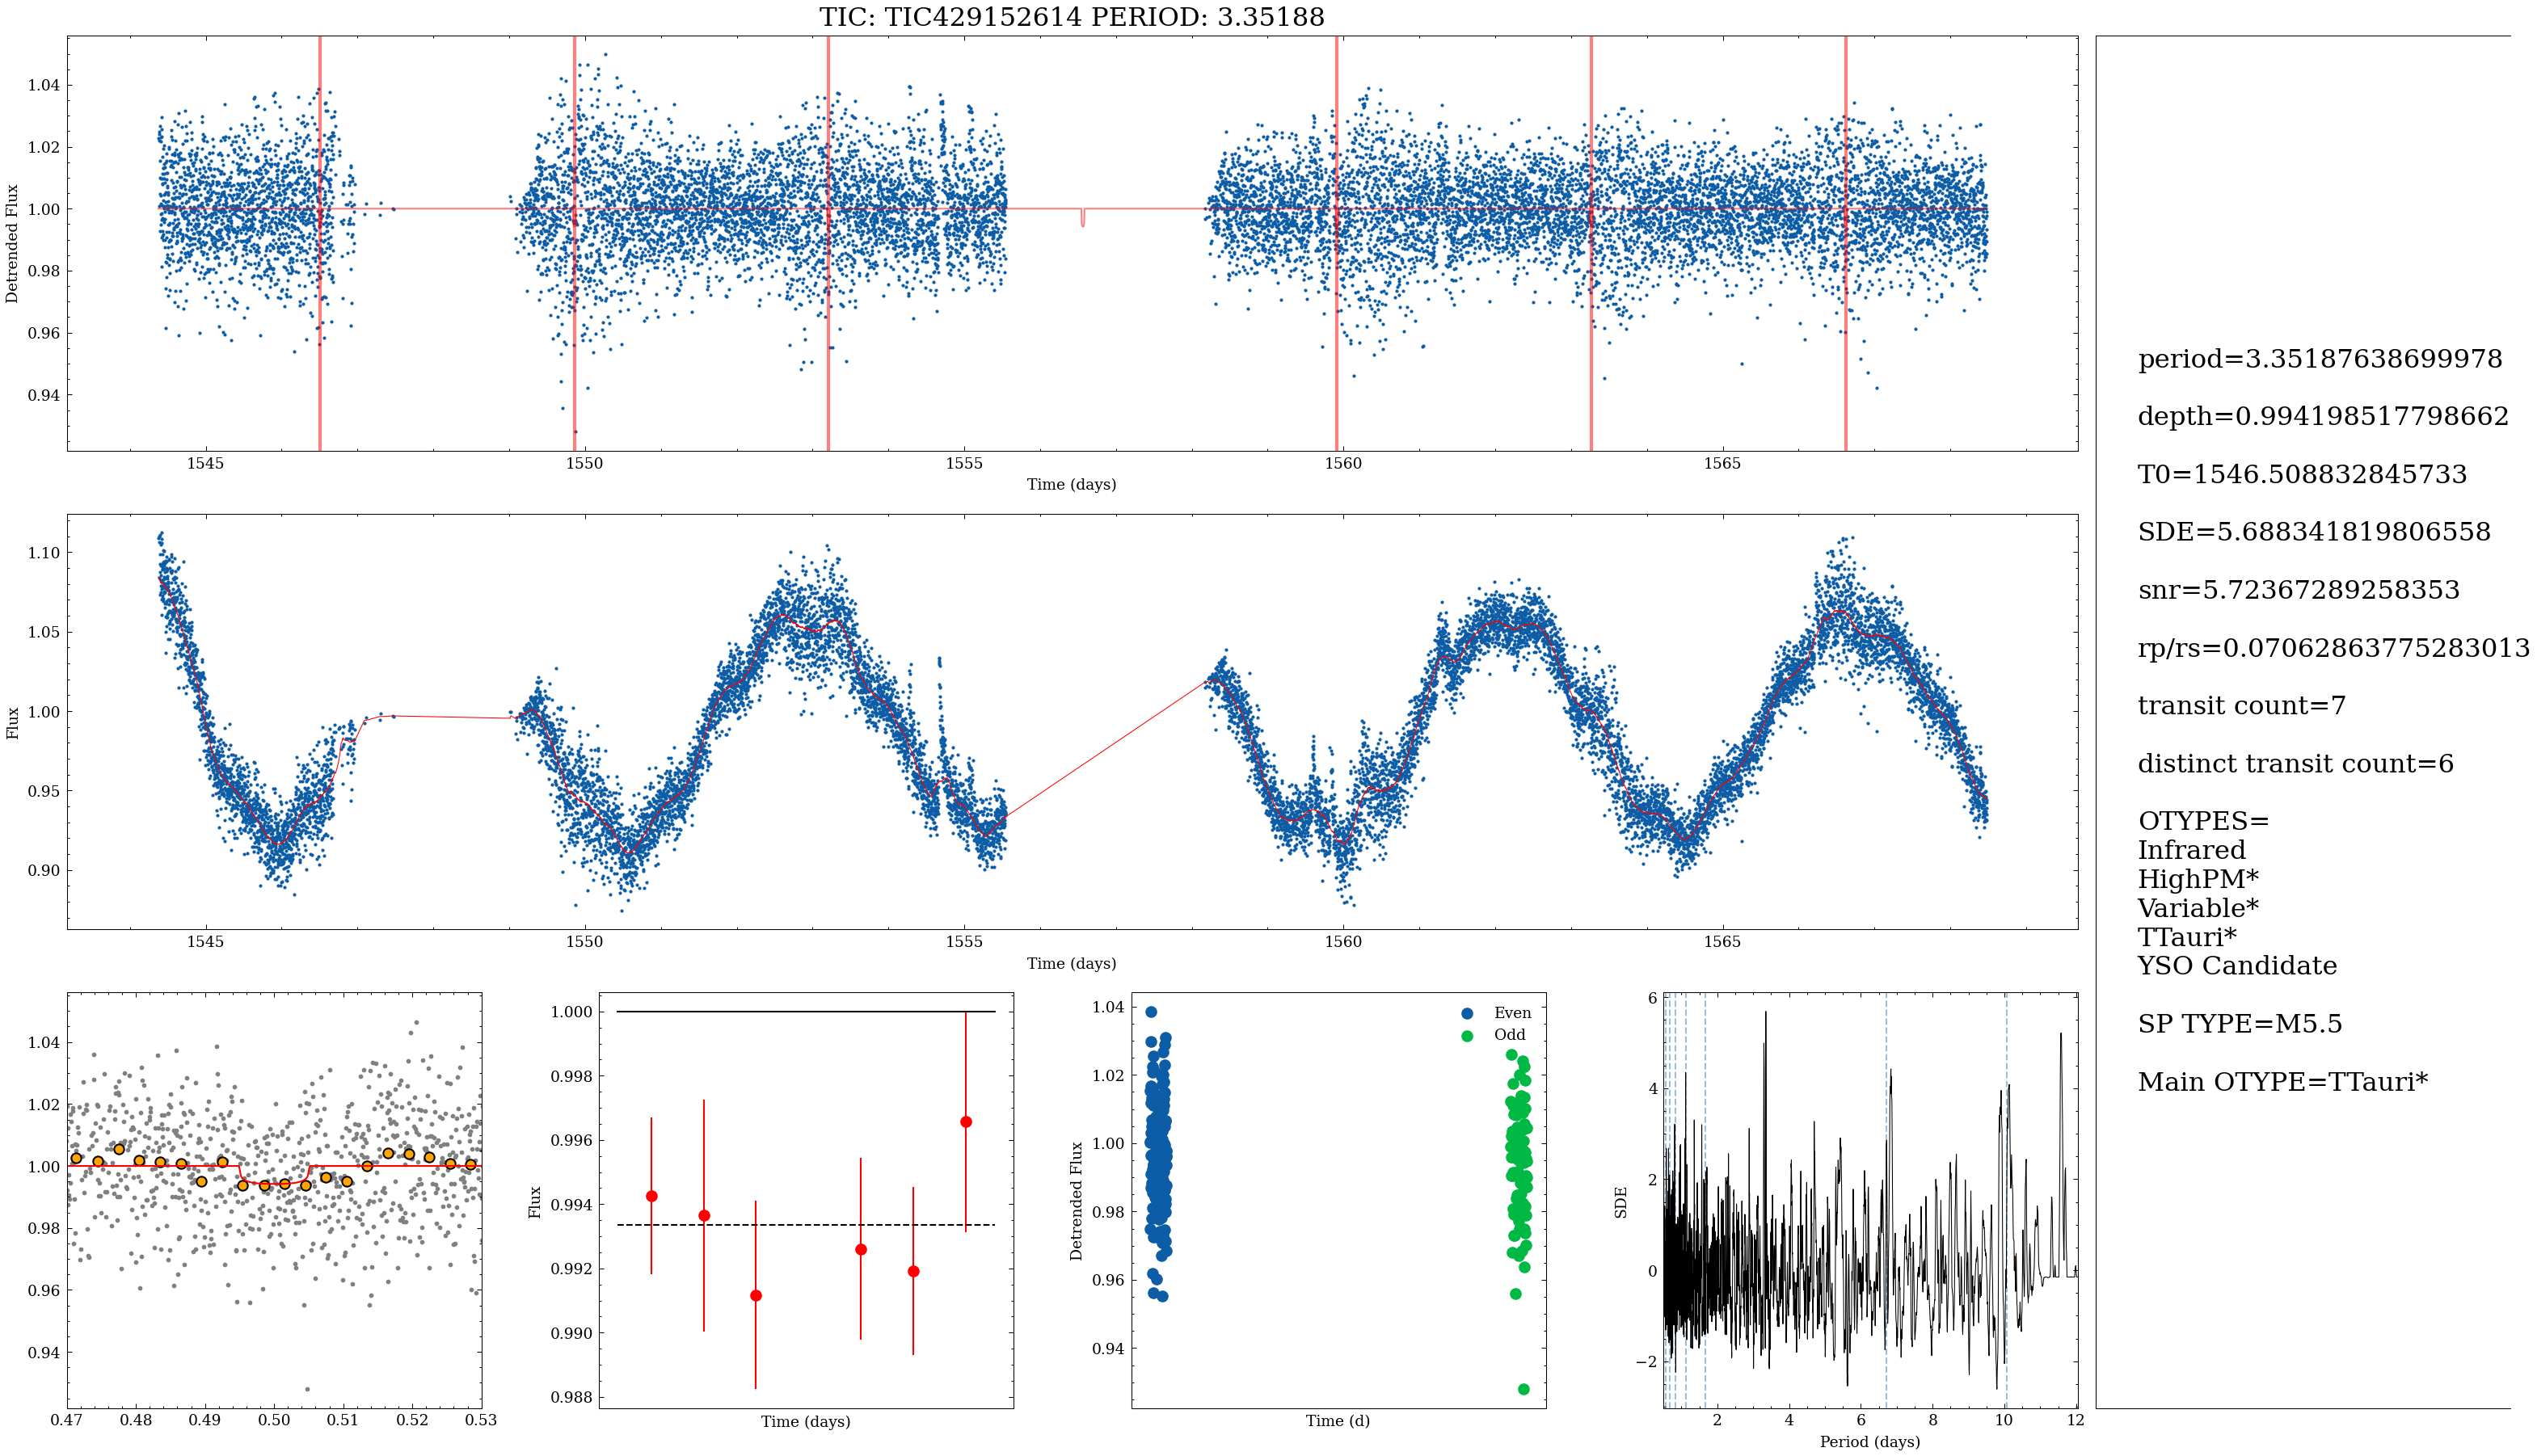 TIC: TIC429152614 PERIOD: 3.35188
Detrended Flux
1.04
1.02
1.00
0.98
0.96
0.94
1545
1550
1555
1560
1565
Time (days)
Flux
1.10
1.05
1.00
0.95
0.90
1545
1550
1555
1560
1565
Time (days)
1.04
1.02
1.00
0.98
0.96
0.94
0.47
0.48
0.49
0.50
0.51
0.52
0.53
Flux
1.000
0.998
0.996
0.994
0.992
0.990
0.988
Time (days)
Detrended Flux
1.04
1.02
1.00
0.98
0.96
0.94
Even
Odd
Time (d)
SDE
6
4
2
0
−2
2
4
6
8
10
12
Period (days)
period=3.35187638699978
depth=0.994198517798662
T0=1546.508832845733
SDE=5.688341819806558
snr=5.72367289258353
rp/rs=0.07062863775283013
transit count=7
distinct transit count=6
OTYPES=
Infrared
HighPM*
Variable*
TTauri*
YSO Candidate
SP TYPE=M5.5
Main OTYPE=TTauri*